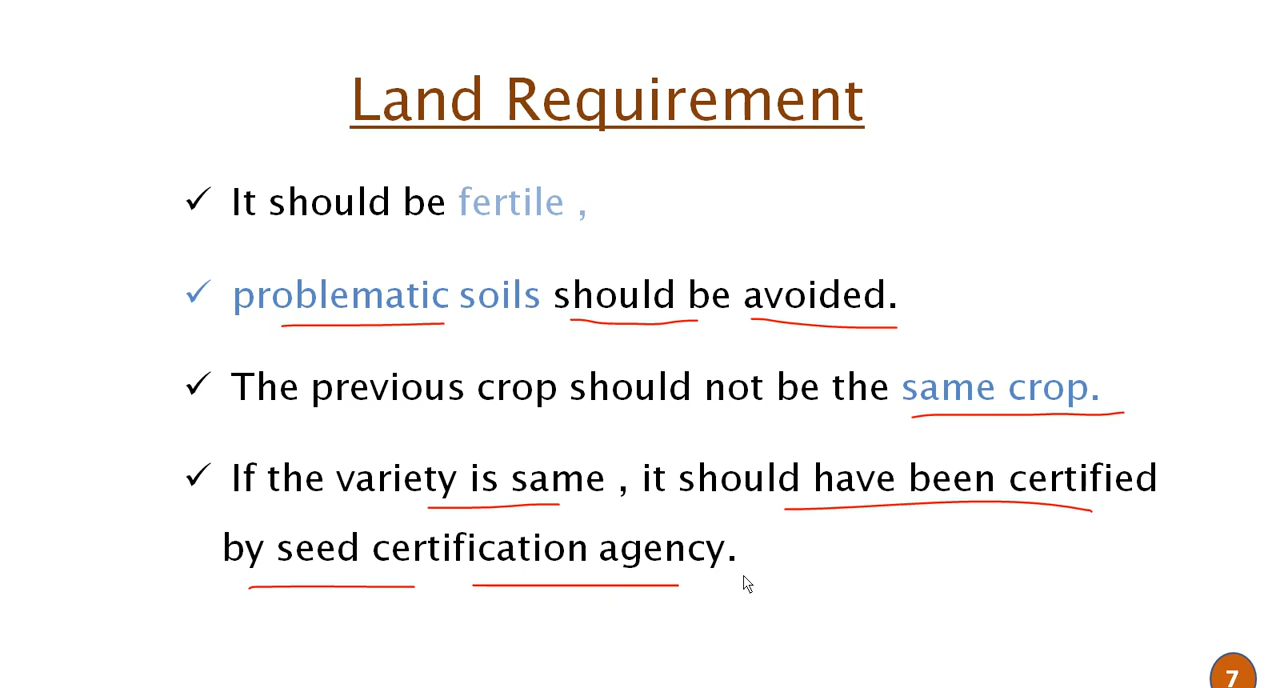 Land Requirement
✓ It should be fertile ,
✓ problematic soils should be avoided.
✓ The previous crop should not be the same crop.
✓ If the variety is same , it should have been certified
by seed certification agency.
7